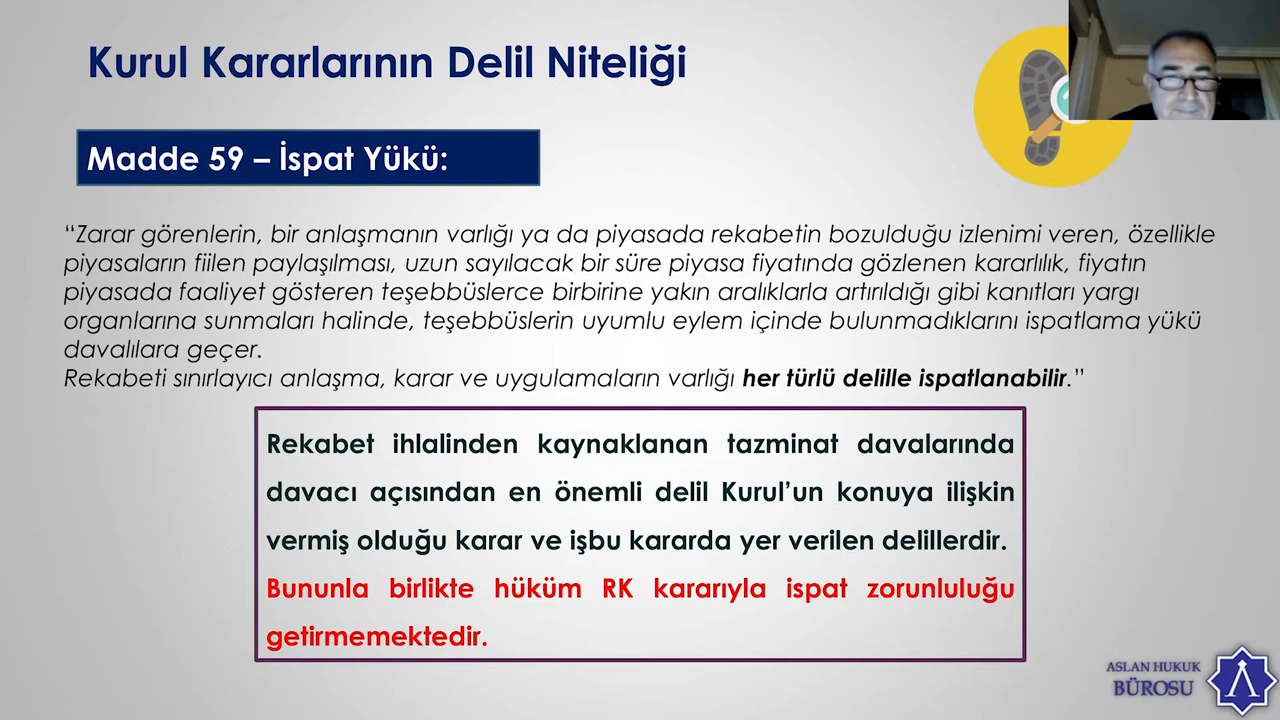 Kurul Kararlarının Delil Niteliği
Madde 59 – İspat Yükü:
“Zarar görenlerin, bir anlaşmanın varlığı ya da piyasada rekabetin bozulduğu izlenimi veren, özellikle
piyasaların fiilen paylaşılması, uzun sayılacak bir süre piyasa fiyatında gözlenen kararlılık, fiyatın
piyasada faaliyet gösteren teşebbüslerce birbirine yakın aralıklarla artırıldığı gibi kanıtları yargı
organlarına sunmaları halinde, teşebbüslerin uyumlu eylem içinde bulunmadıklarını ispatlama yükü
davalılara geçer.
Rekabeti sınırlayıcı anlaşma, karar ve uygulamaların varlığı her türlü delille ispatlanabilir.”
Rekabet ihlalinden kaynaklanan tazminat davalarında
davacı açısından en önemli delil Kurul’un konuya ilişkin
vermiş olduğu karar ve işbu kararda yer verilen delillerdir.
Bununla birlikte hüküm RK kararıyla ispat zorunluluğu
getirmemektedir.
ASLAN HUKUK
BÜROSU